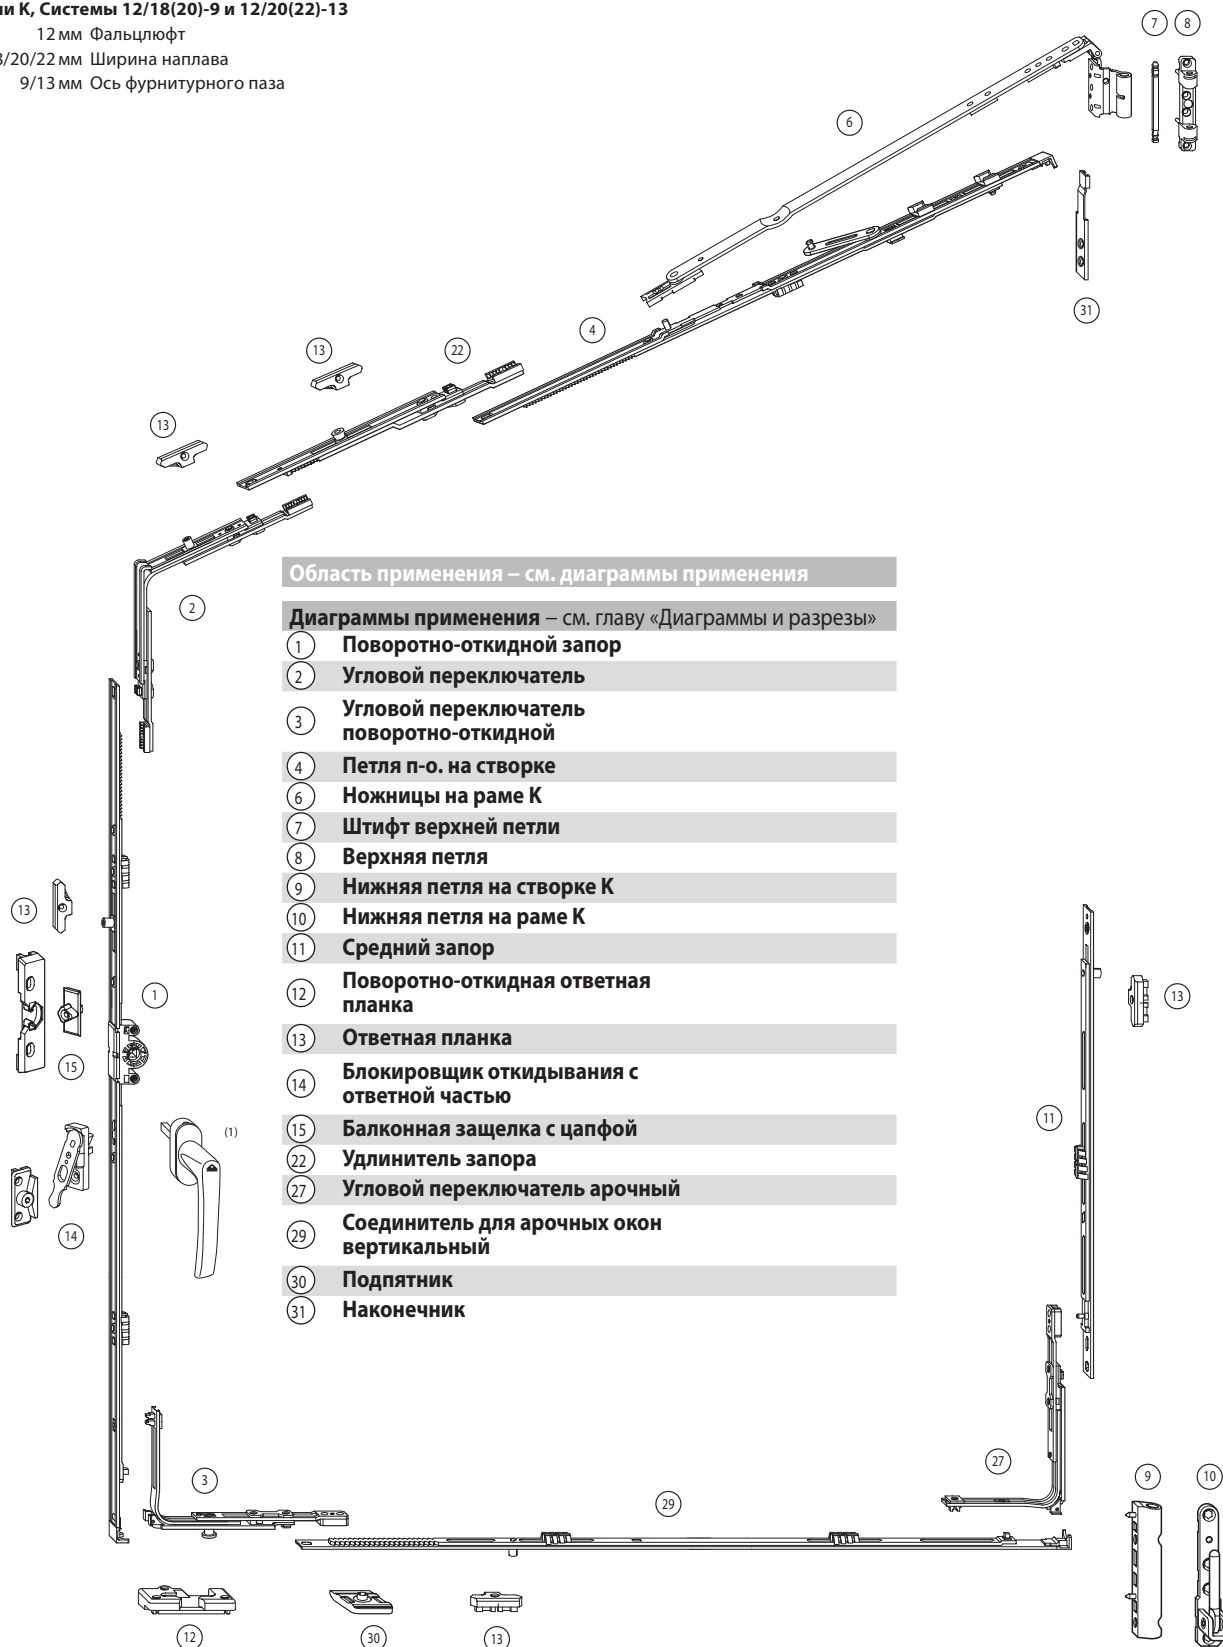 ии K, Системы 12/18(20)-9 и 12/20(22)-13
12 мм Фальцлюфт
8/20/22 мм Ширина наплава
9/13 мм Ось фурнитурного паза
7 8
6
31
4
22
13
13
2
Область применения – см. диаграммы применения
Диаграммы применения – см. главу «Диаграммы и разрезы»
1 Поворотно-откидной запор
2 Угловой переключатель
3 Угловой переключатель
поворотно-откидной
4 Петля п-о. на створке
6 Ножницы на раме K
7 Штифт верхней петли
8 Верхняя петля
9 Нижняя петля на створке K
10 Нижняя петля на раме K
11 Средний запор
12 Поворотно-откидная ответная
планка
13 Ответная планка
14 Блокировщик откидывания с
ответной частью
15 Балконная защелка с цапфой
22 Удлинитель запора
27 Угловой переключатель арочный
29 Соединитель для арочных окон
вертикальный
30 Подпятник
31 Наконечник
13
1
15
(1)
14
13
11
3
27
29
9
10
12
30
13